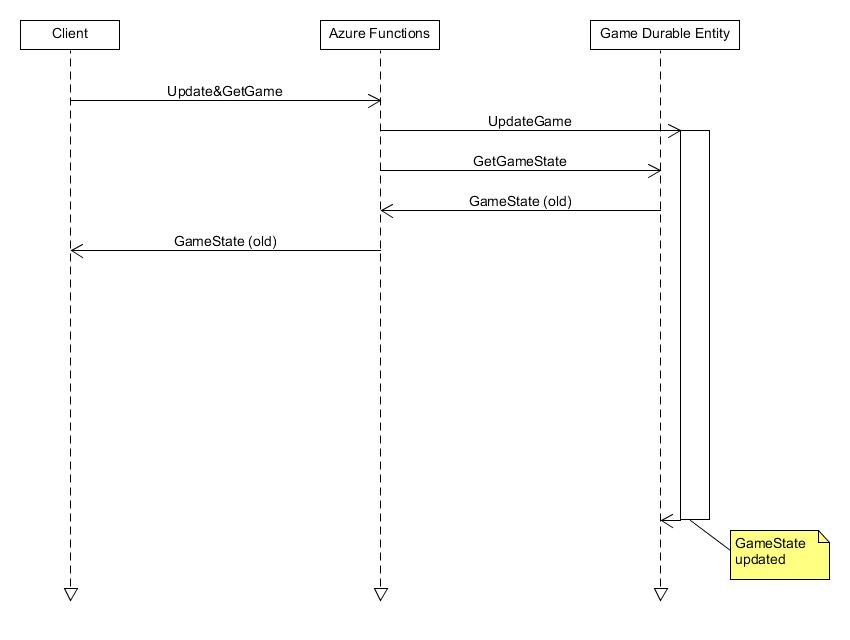 Client
Azure Functions
Game Durable Entity
Update&GetGame
UpdateGame
GetGameState
GameState (old)
GameState (old)
GameState
updated